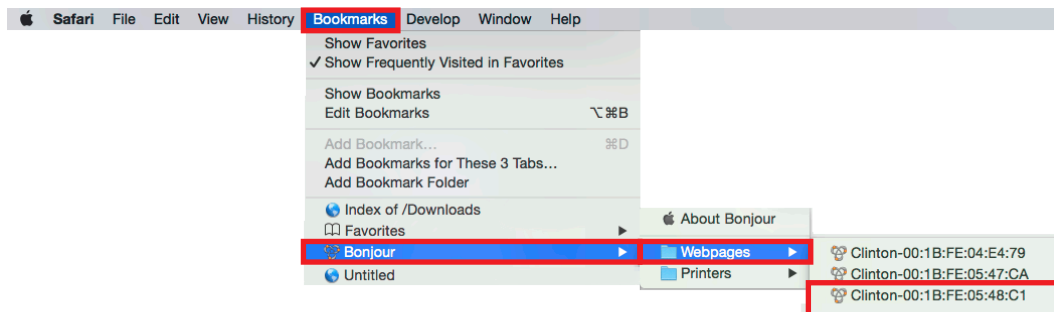 Safari File Edit View History Bookmarks Develop Window Help
Show Favorites
✓ Show Frequently Visited in Favorites
Show Bookmarks
Edit Bookmarks ⌥⌘B
Add Bookmark... ⌘D
Add Bookmarks for These 3 Tabs...
Add Bookmark Folder
Index of /Downloads
Favorites
Bonjour
Untitled
About Bonjour
Webpages
Printers
Clinton-00:1B:FE:04:E4:79
Clinton-00:1B:FE:05:47:CA
Clinton-00:1B:FE:05:48:C1